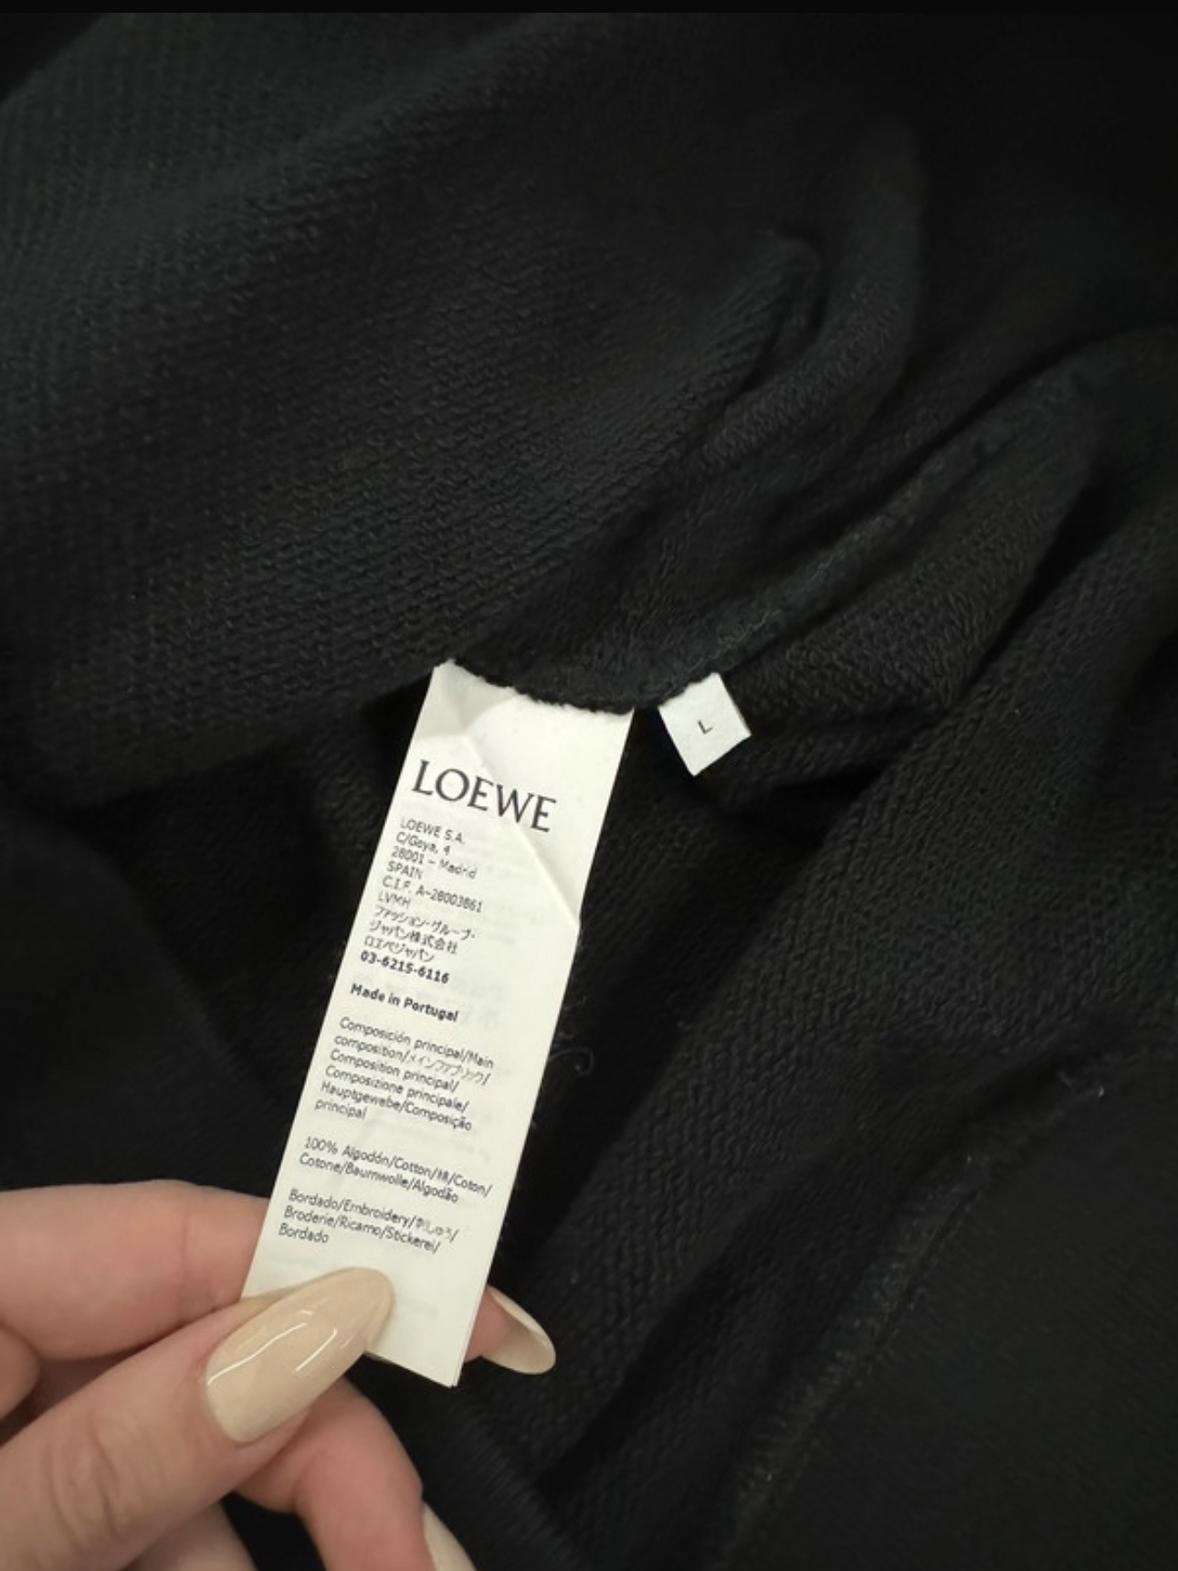 LOEWE
LOEWE S.A.
C/Goya, 4
28001 – Madrid
SPAIN
C.I.F. A-28003861
LVMH
ファッション・グループ・
ジャパン株式会社
ロエベジャパン
03-6215-6116
Made in Portugal
Composición principal/Main
composition/メインファブリック/
Composition principal/
Composizione principale/
Hauptgewebe/Composição
principal
100% Algodón/Cotton/綿/Coton/
Cotone/Baumwolle/Algodão
Bordado/Embroidery/刺しゅう/
Broderie/Ricamo/Stickerei/
Bordado
L